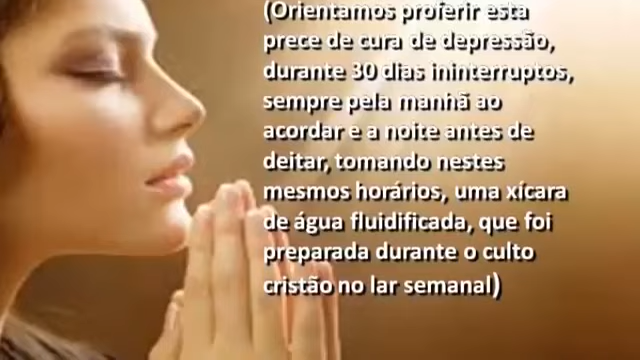 (Orientamos proferir esta
prece de cura de depressão,
durante 30 dias ininterruptos,
sempre pela manhã ao
acordar e a noite antes de
deitar, tomando nestes
mesmos horários, uma xícara
de água fluidificada, que foi
preparada durante o culto
cristão no lar semanal)